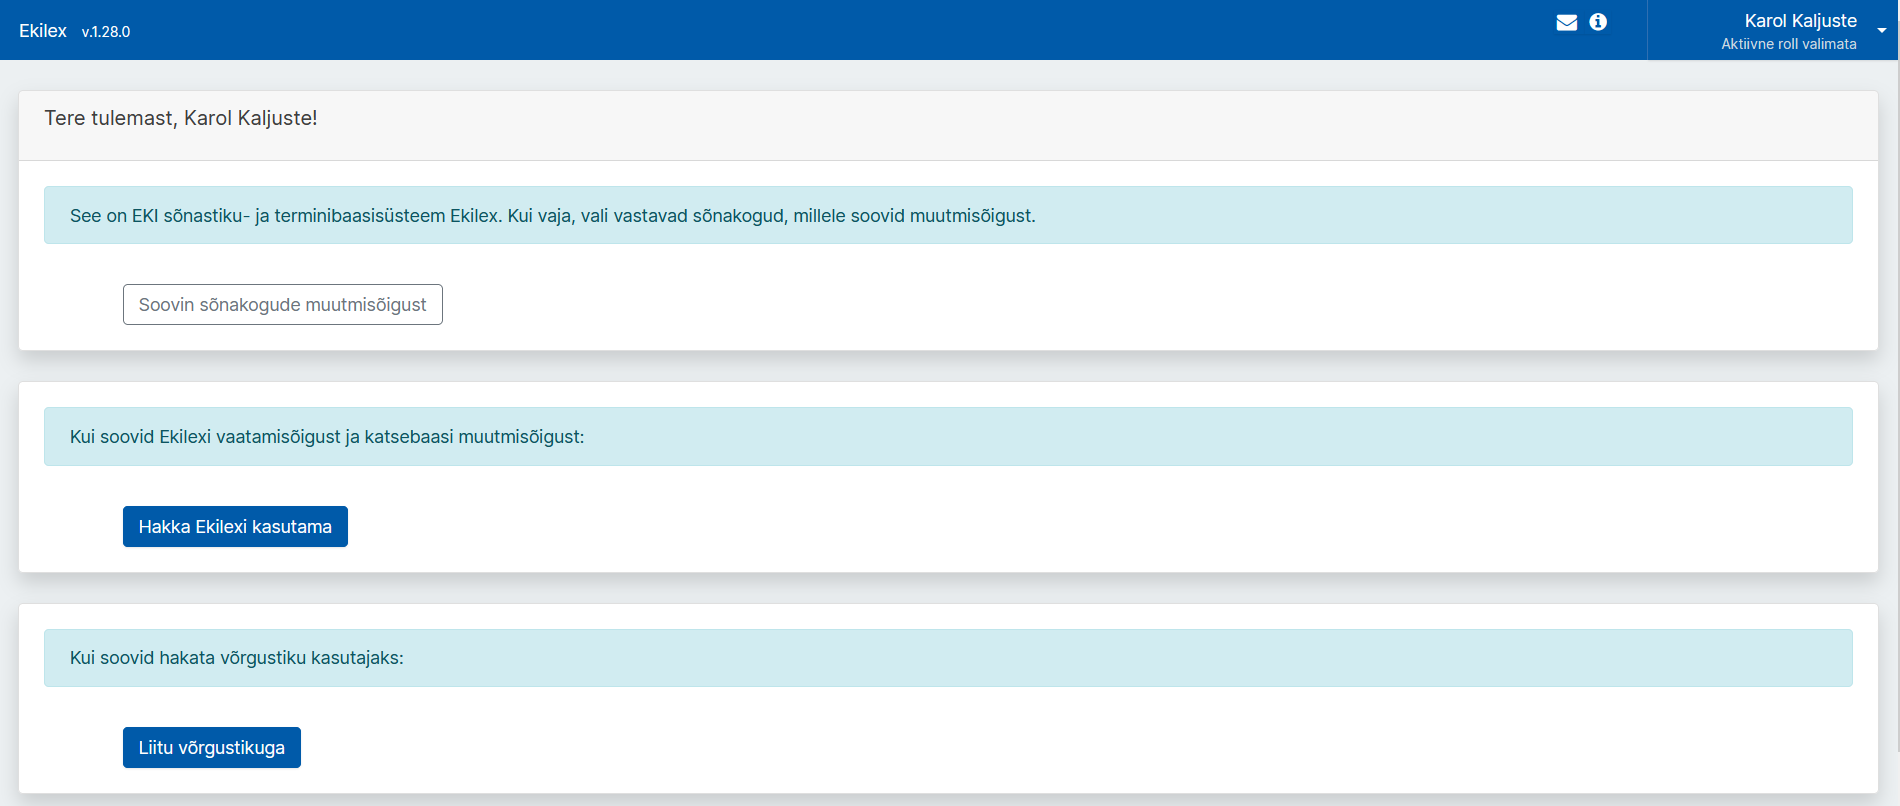 Ekilex v.1.28.0
Karol Kaljuste
Aktiivne roll valimata
Tere tulemast, Karol Kaljuste!
See on EKI sõnastiku- ja terminibaasisüsteem Ekilex. Kui vaja, vali vastavad sõnakogud, millele soovid muutmisõigust.
Soovin sõnakogude muutmisõigust
Kui soovid Ekilexi vaatamisõigust ja katsebaasi muutmisõigust:
Hakka Ekilexi kasutama
Kui soovid hakata võrgustiku kasutajaks:
Liitu võrgustikuga